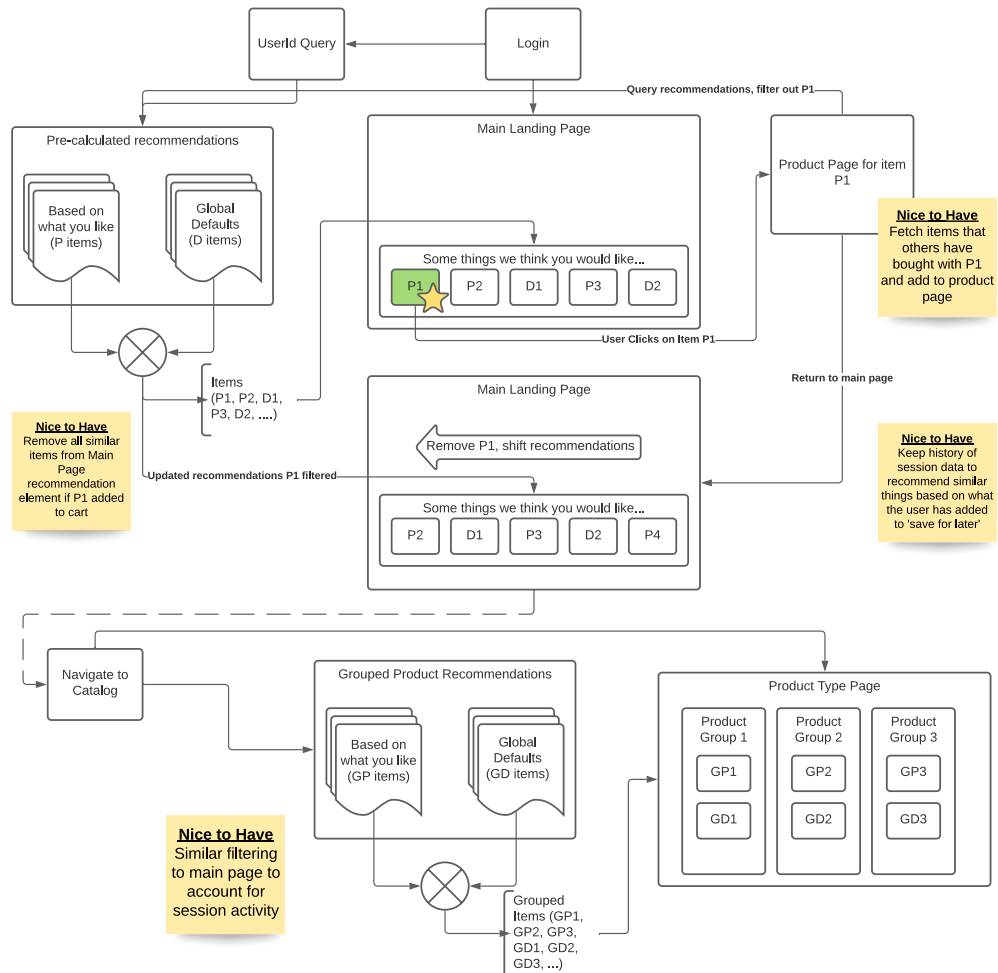 UserId Query
Login
Query recommendations, filter out P1
Pre-calculated recommendations
Based on
what you like
(P items)
Global
Defaults
(D items)
Main Landing Page
Some things we think you would like...
P1
P2
D1
P3
D2
Product Page for item
P1
Nice to Have
Fetch items that
others have
bought with P1
and add to product
page
User Clicks on Item P1
Items
(P1, P2, D1,
P3, D2, ....)
Return to main page
Nice to Have
Remove all similar
items from Main
Page
recommendation
element if P1 added
to cart
Main Landing Page
Remove P1, shift recommendations
Updated recommendations P1 filtered
Some things we think you would like...
P2
D1
P3
D2
P4
Nice to Have
Keep history of
session data to
recommend similar
things based on what
the user has added
to 'save for later'
Navigate to
Catalog
Grouped Product Recommendations
Based on
what you like
(GP items)
Global
Defaults
(GD items)
Product Type Page
Product
Group 1
GP1
GD1
Product
Group 2
GP2
GD2
Product
Group 3
GP3
GD3
Nice to Have
Similar filtering
to main page to
account for
session activity
Grouped
Items (GP1,
GP2, GP3,
GD1, GD2,
GD3, ...)